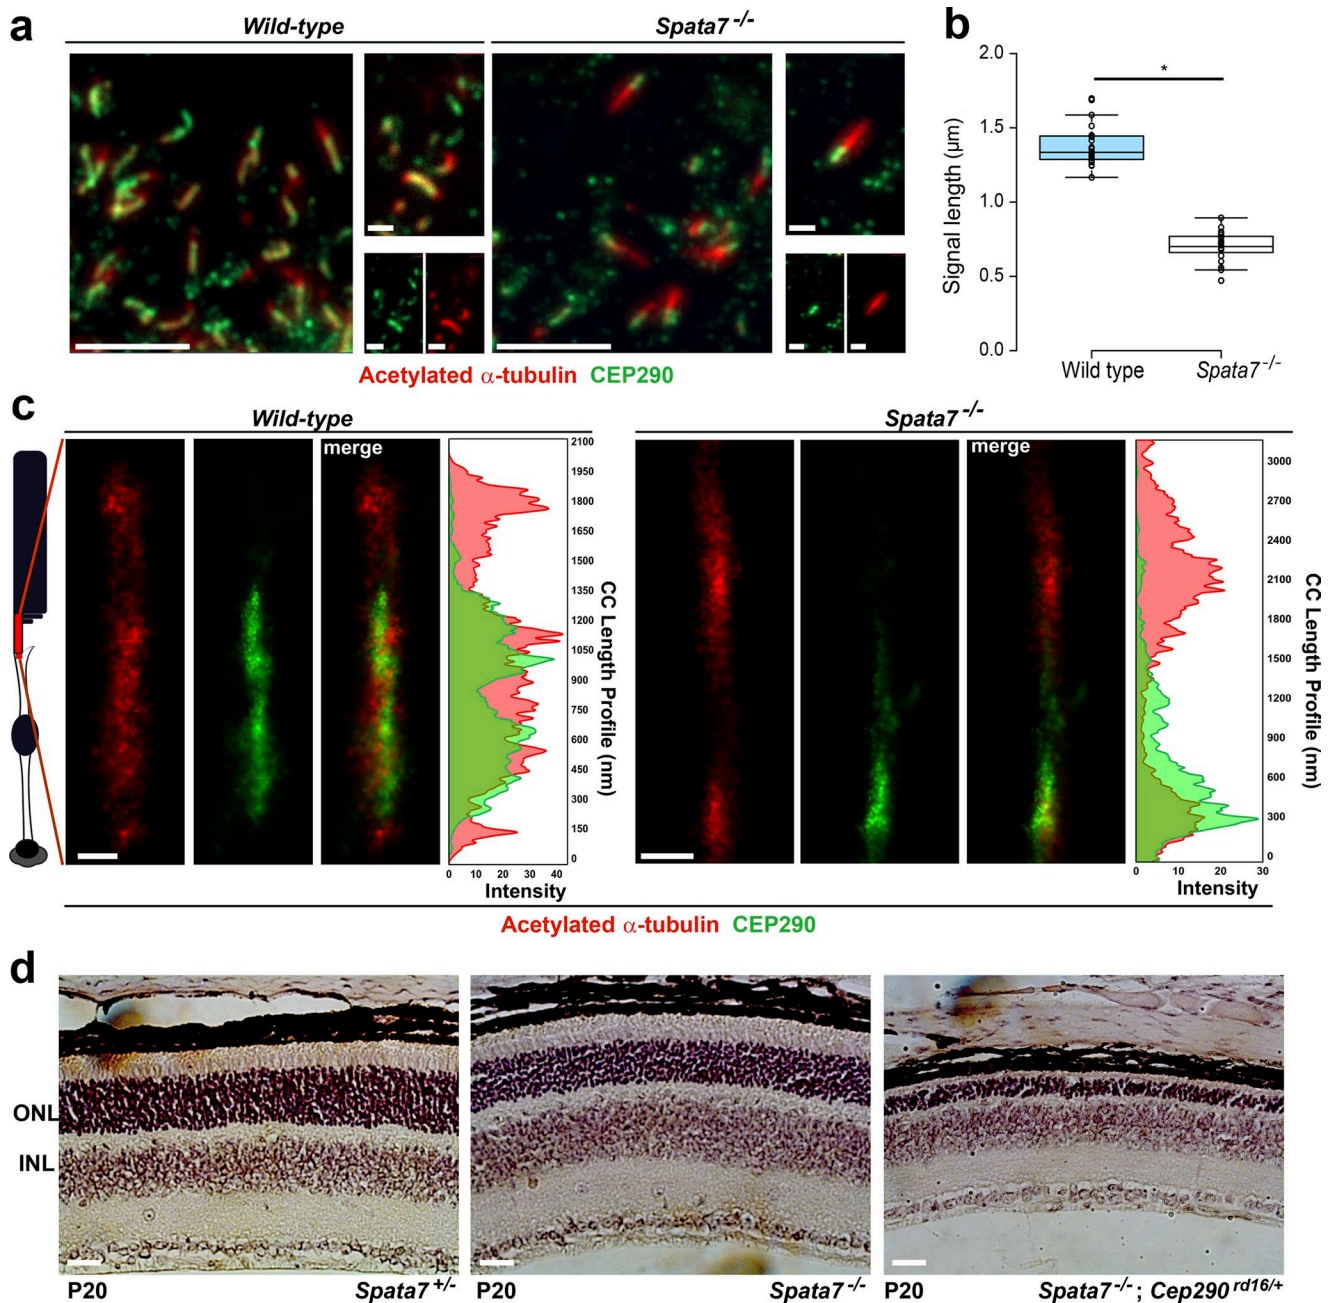 a
Wild-type
Spata7 -/-
Acetylated α-tubulin CEP290
b
2.0
1.5
1.0
0.5
0.0
Signal length (µm)
*
Wild type
Spata7-/-
c
Wild-type
Spata7 -/-
merge
2100
1950
1800
1650
1500
1350
1200
1050
900
750
600
450
300
150
0
CC Length Profile (nm)
0 10 20 30 40
Intensity
merge
3000
2700
2400
2100
1800
1500
1200
900
600
300
0
CC Length Profile (nm)
0 10 20 30
Intensity
Acetylated α-tubulin CEP290
d
ONL
INL
P20 Spata7 +/-
P20 Spata7 -/-
P20 Spata7 -/- ; Cep290 rd16/+